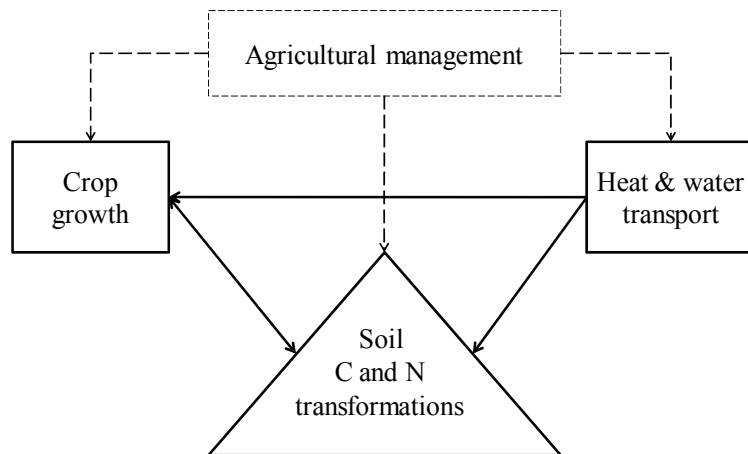 Agricultural management
Crop
growth
Heat & water
transport
Soil
C and N
transformations